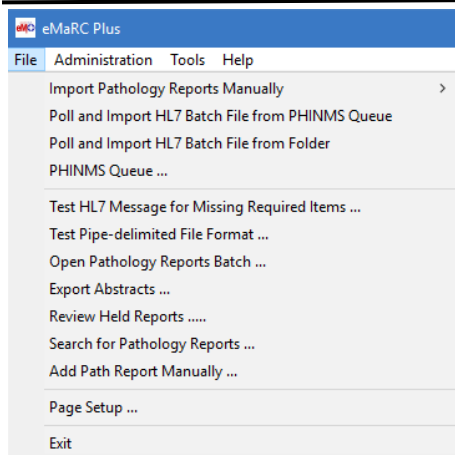 eMaRC Plus
File Administration Tools Help
Import Pathology Reports Manually
Poll and Import HL7 Batch File from PHINMS Queue
Poll and Import HL7 Batch File from Folder
PHINMS Queue ...
Test HL7 Message for Missing Required Items ...
Test Pipe-delimited File Format ...
Open Pathology Reports Batch ...
Export Abstracts ...
Review Held Reports .....
Search for Pathology Reports ...
Add Path Report Manually ...
Page Setup ...
Exit